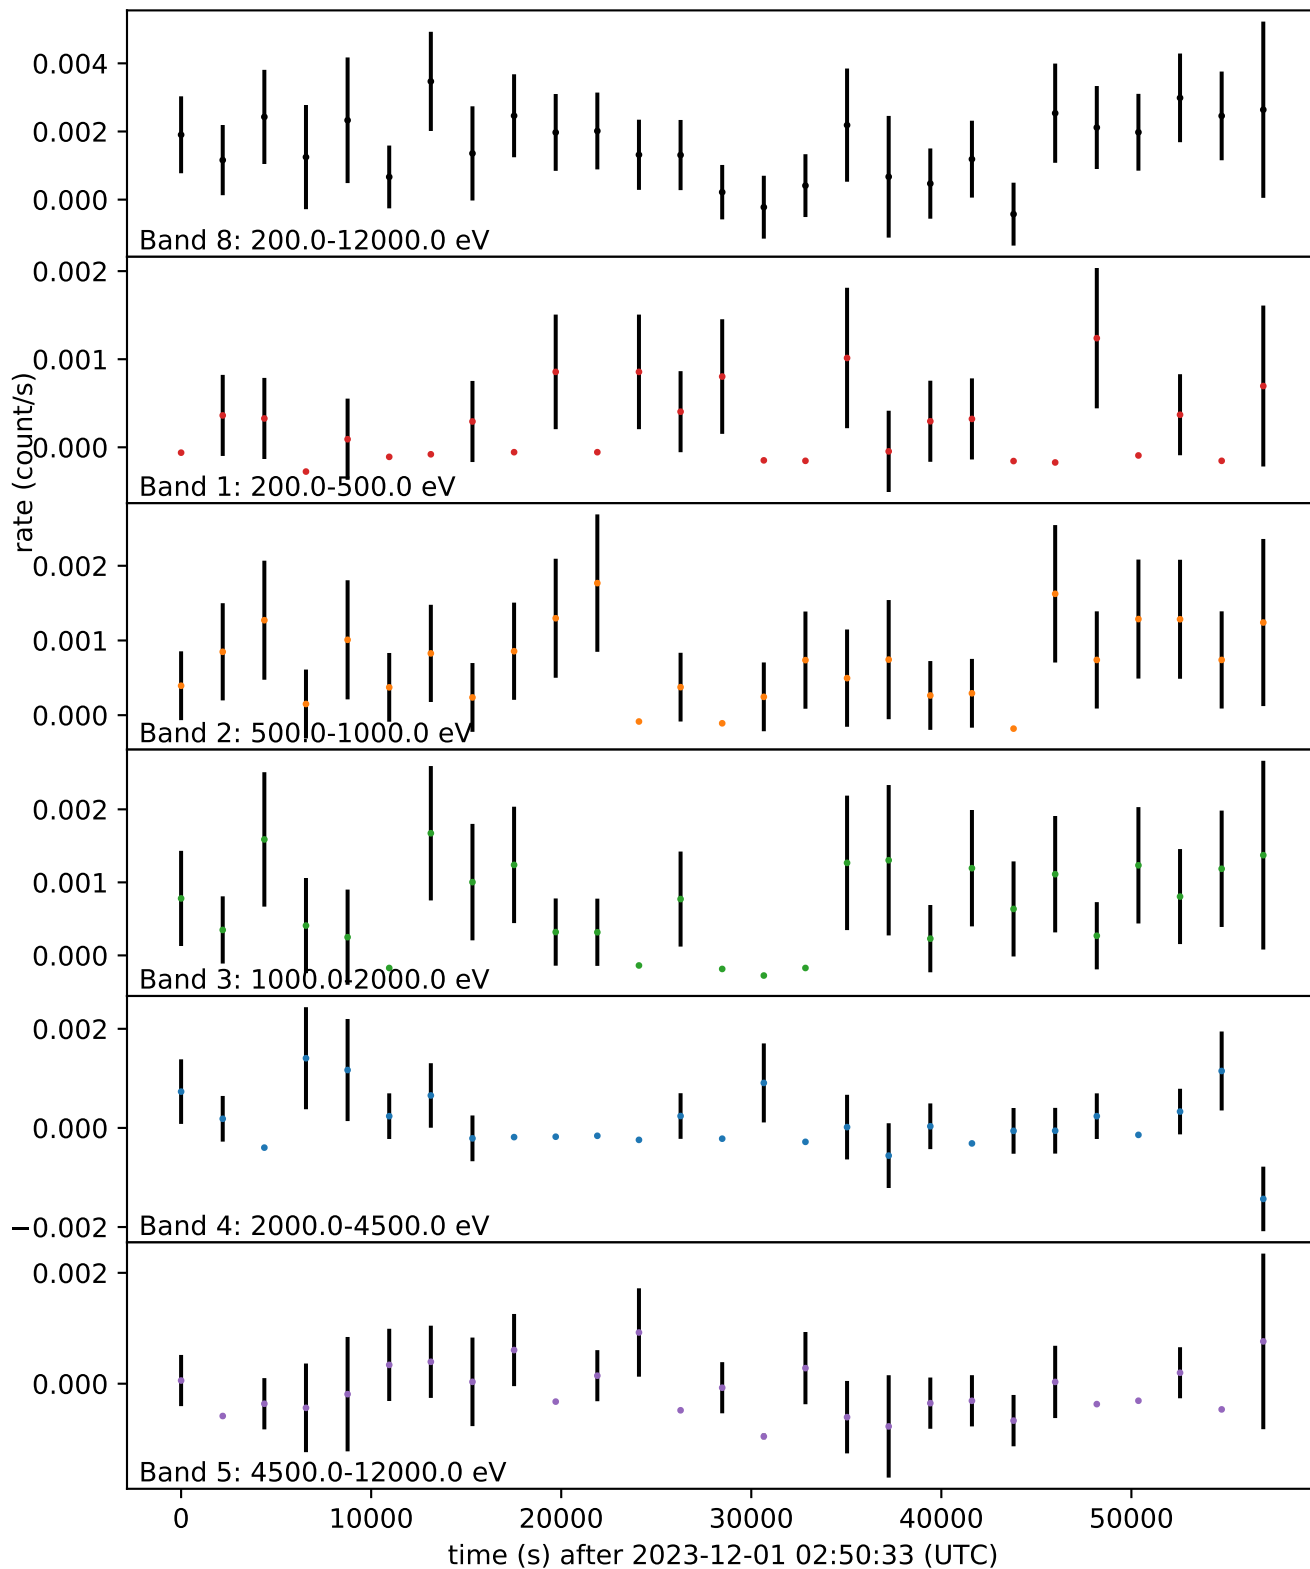 0.004
0.002
0.000
Band 8: 200.0-12000.0 eV
0.002
0.001
0.000
Band 1: 200.0-500.0 eV
rate (count/s)
0.002
0.001
0.000
Band 2: 500.0-1000.0 eV
0.002
0.001
0.000
Band 3: 1000.0-2000.0 eV
0.002
0.000
−0.002
Band 4: 2000.0-4500.0 eV
0.002
0.000
Band 5: 4500.0-12000.0 eV
0 10000 20000 30000 40000 50000
time (s) after 2023-12-01 02:50:33 (UTC)